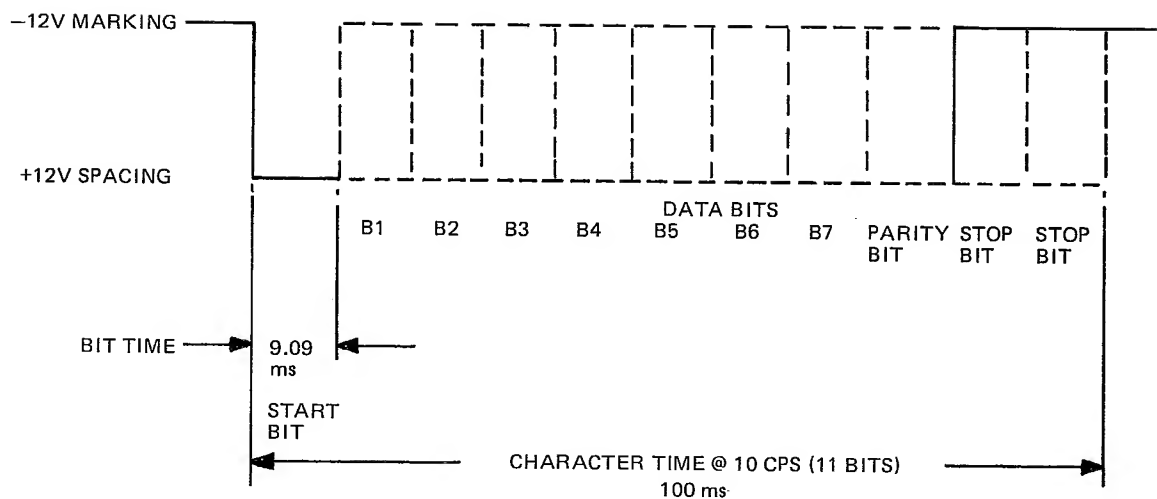 −12V MARKING
+12V SPACING
DATA BITS
B1 B2 B3 B4 B5 B6 B7 PARITY BIT STOP BIT STOP BIT
BIT TIME
9.09 ms
START BIT
CHARACTER TIME @ 10 CPS (11 BITS)
100 ms